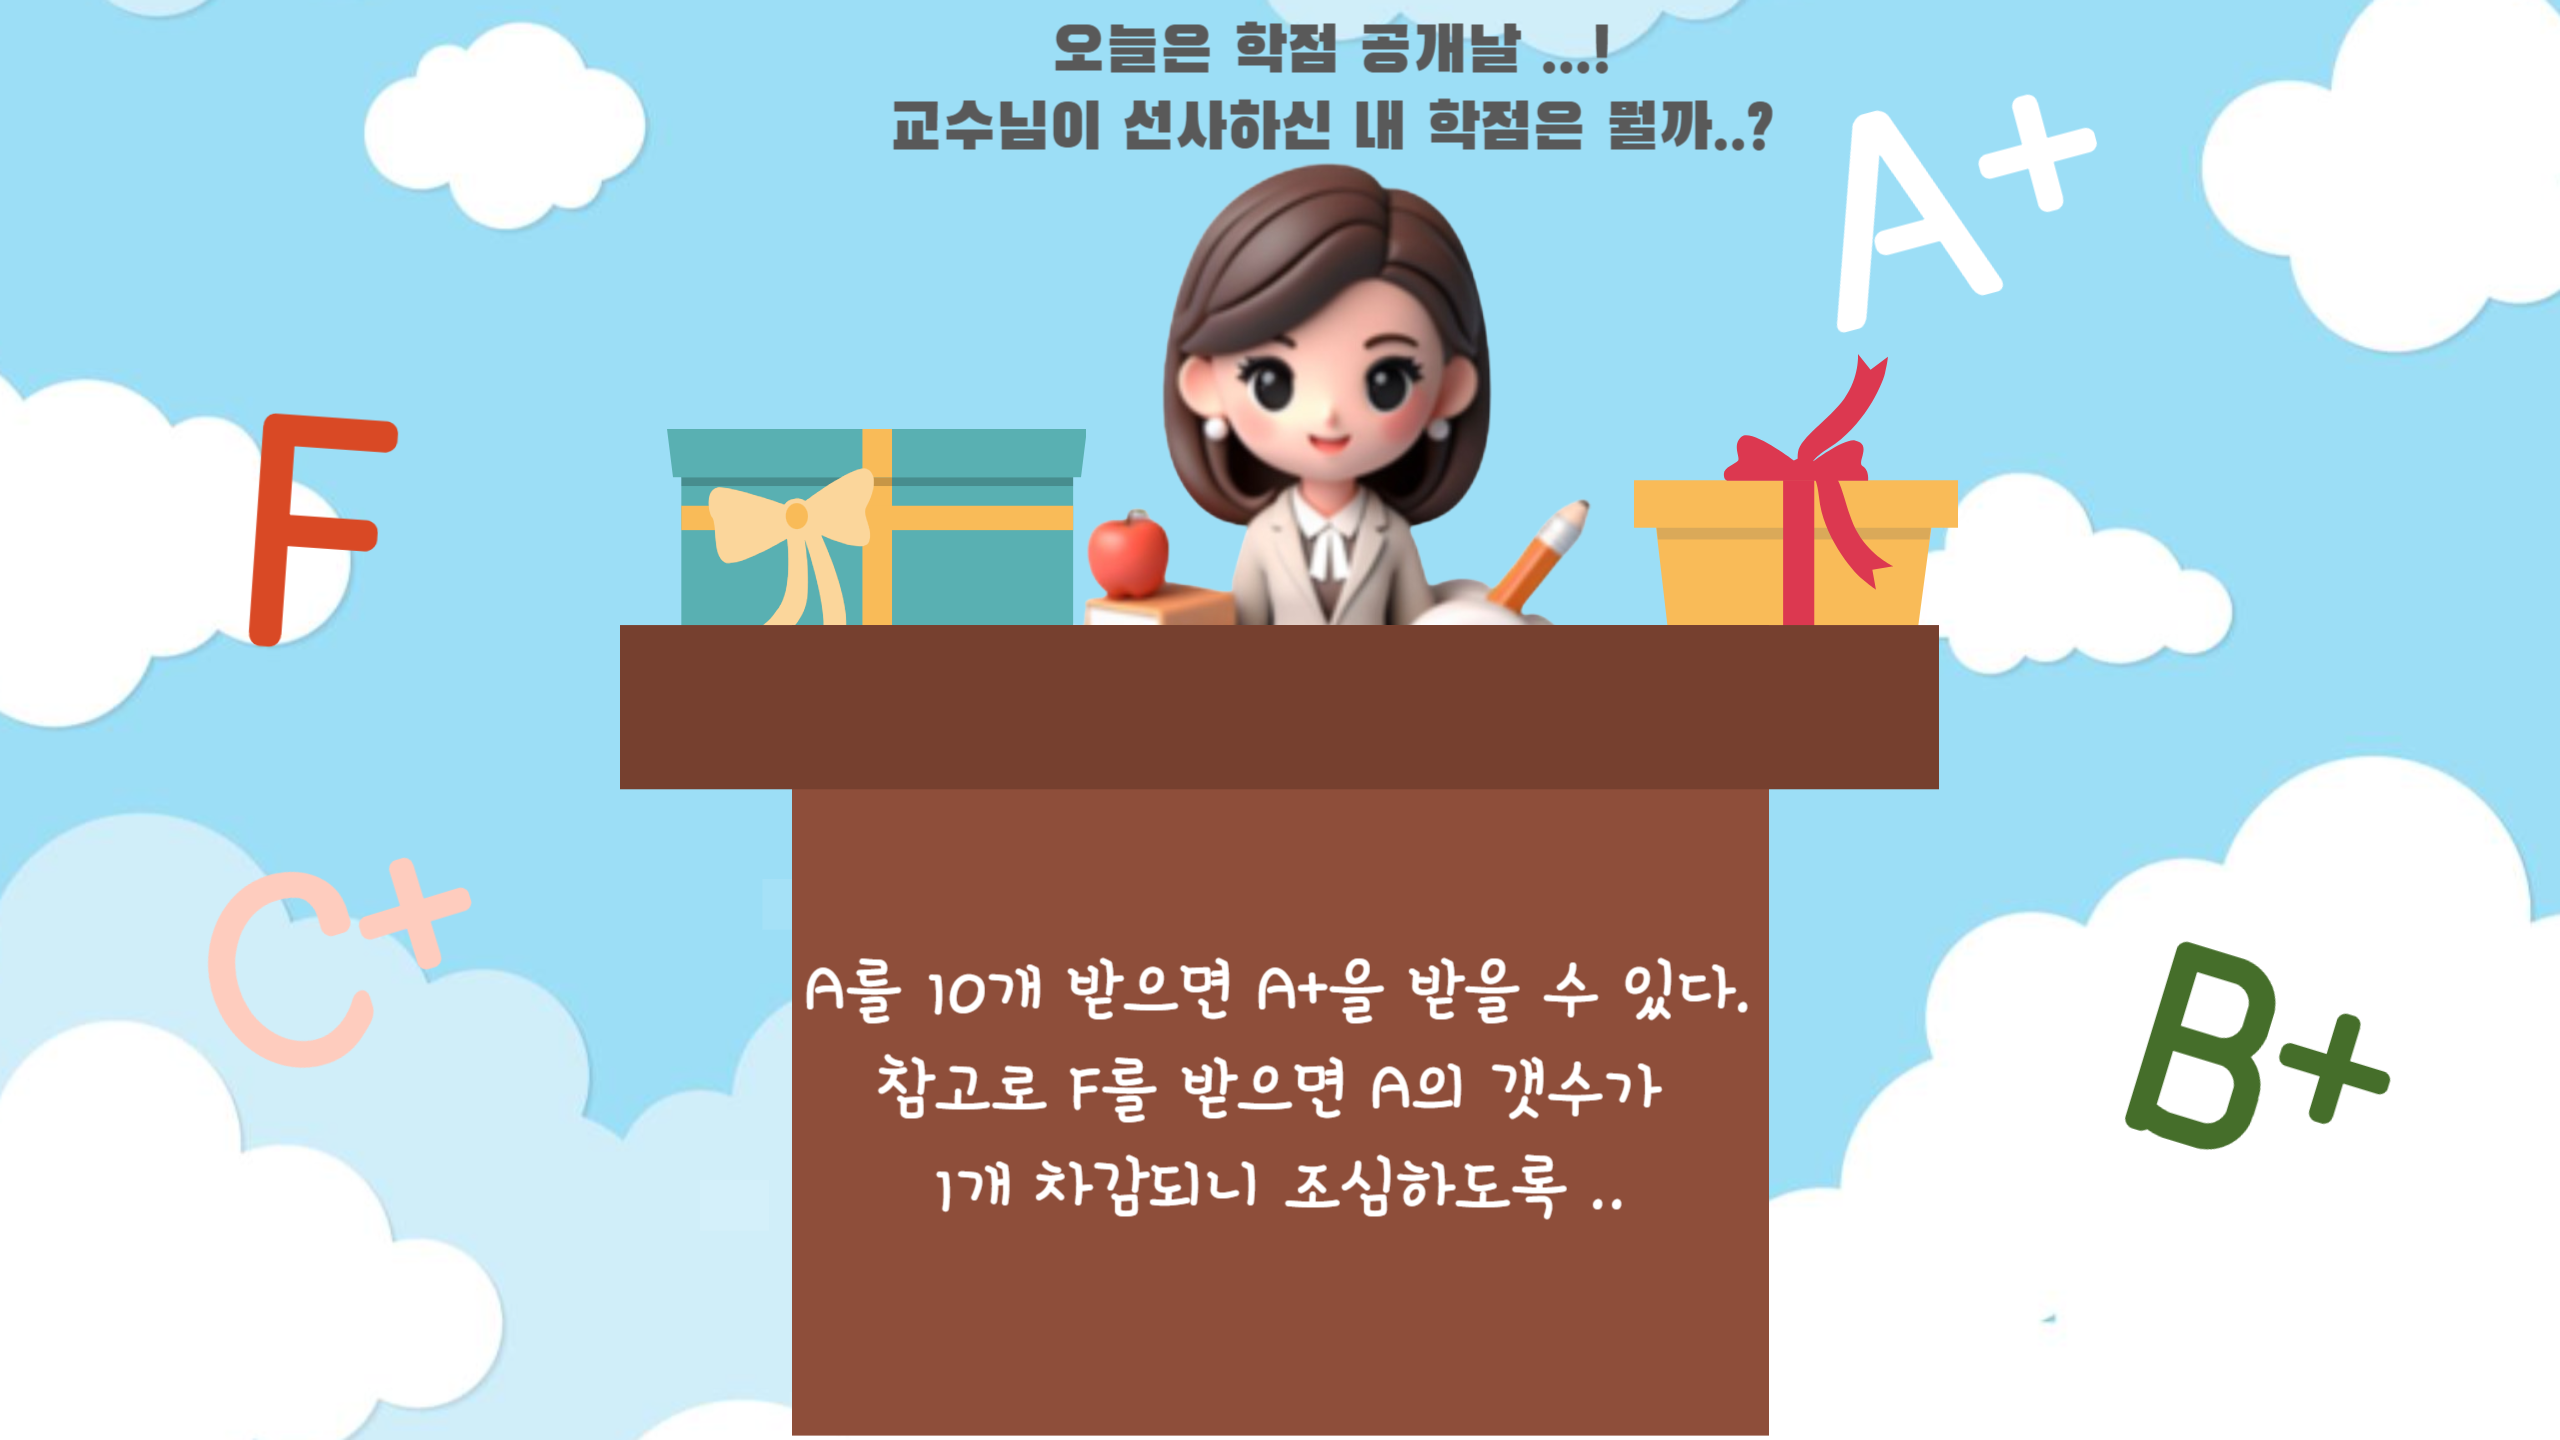 오늘은 학점 공개날 ...!
교수님이 선사하신 내 학점은 뭘까..?
A+
F
C+
B+
A를 10개 받으면 A+을 받을 수 있다.
참고로 F를 받으면 A의 갯수가
1개 차감되니 조심하도록 ..